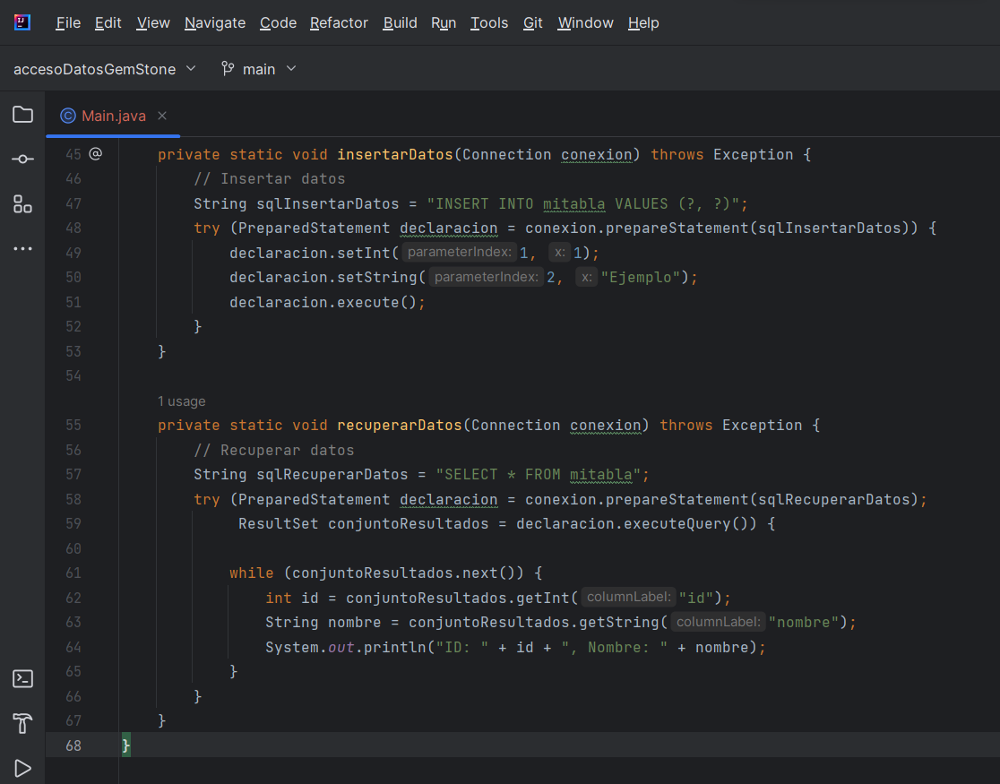 File Edit View Navigate Code Refactor Build Run Tools Git Window Help
accesoDatosGemStone main
Main.java
45 @ private static void insertarDatos(Connection conexion) throws Exception {
46 // Insertar datos
47 String sqlInsertarDatos = "INSERT INTO mitabla VALUES (?, ?)";
48 try (PreparedStatement declaracion = conexion.prepareStatement(sqlInsertarDatos)) {
49 declaracion.setInt( parameterIndex: 1, x: 1);
50 declaracion.setString( parameterIndex: 2, x: "Ejemplo");
51 declaracion.execute();
52 }
53 }
54
1 usage
55 private static void recuperarDatos(Connection conexion) throws Exception {
56 // Recuperar datos
57 String sqlRecuperarDatos = "SELECT * FROM mitabla";
58 try (PreparedStatement declaracion = conexion.prepareStatement(sqlRecuperarDatos);
59 ResultSet conjuntoResultados = declaracion.executeQuery()) {
60
61 while (conjuntoResultados.next()) {
62 int id = conjuntoResultados.getInt( columnLabel: "id");
63 String nombre = conjuntoResultados.getString( columnLabel: "nombre");
64 System.out.println("ID: " + id + ", Nombre: " + nombre);
65 }
66 }
67 }
68 }